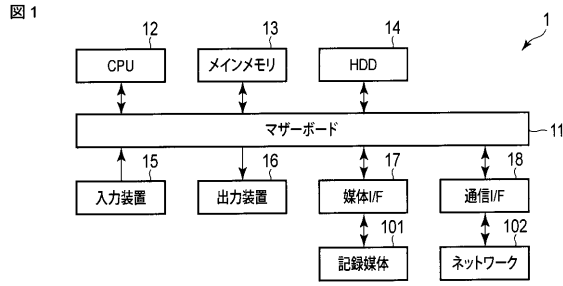 図1
1
12
13
14
CPU
メインメモリ
HDD
マザーボード
11
15
16
17
18
入力装置
出力装置
媒体I/F
通信I/F
101
102
記録媒体
ネットワーク